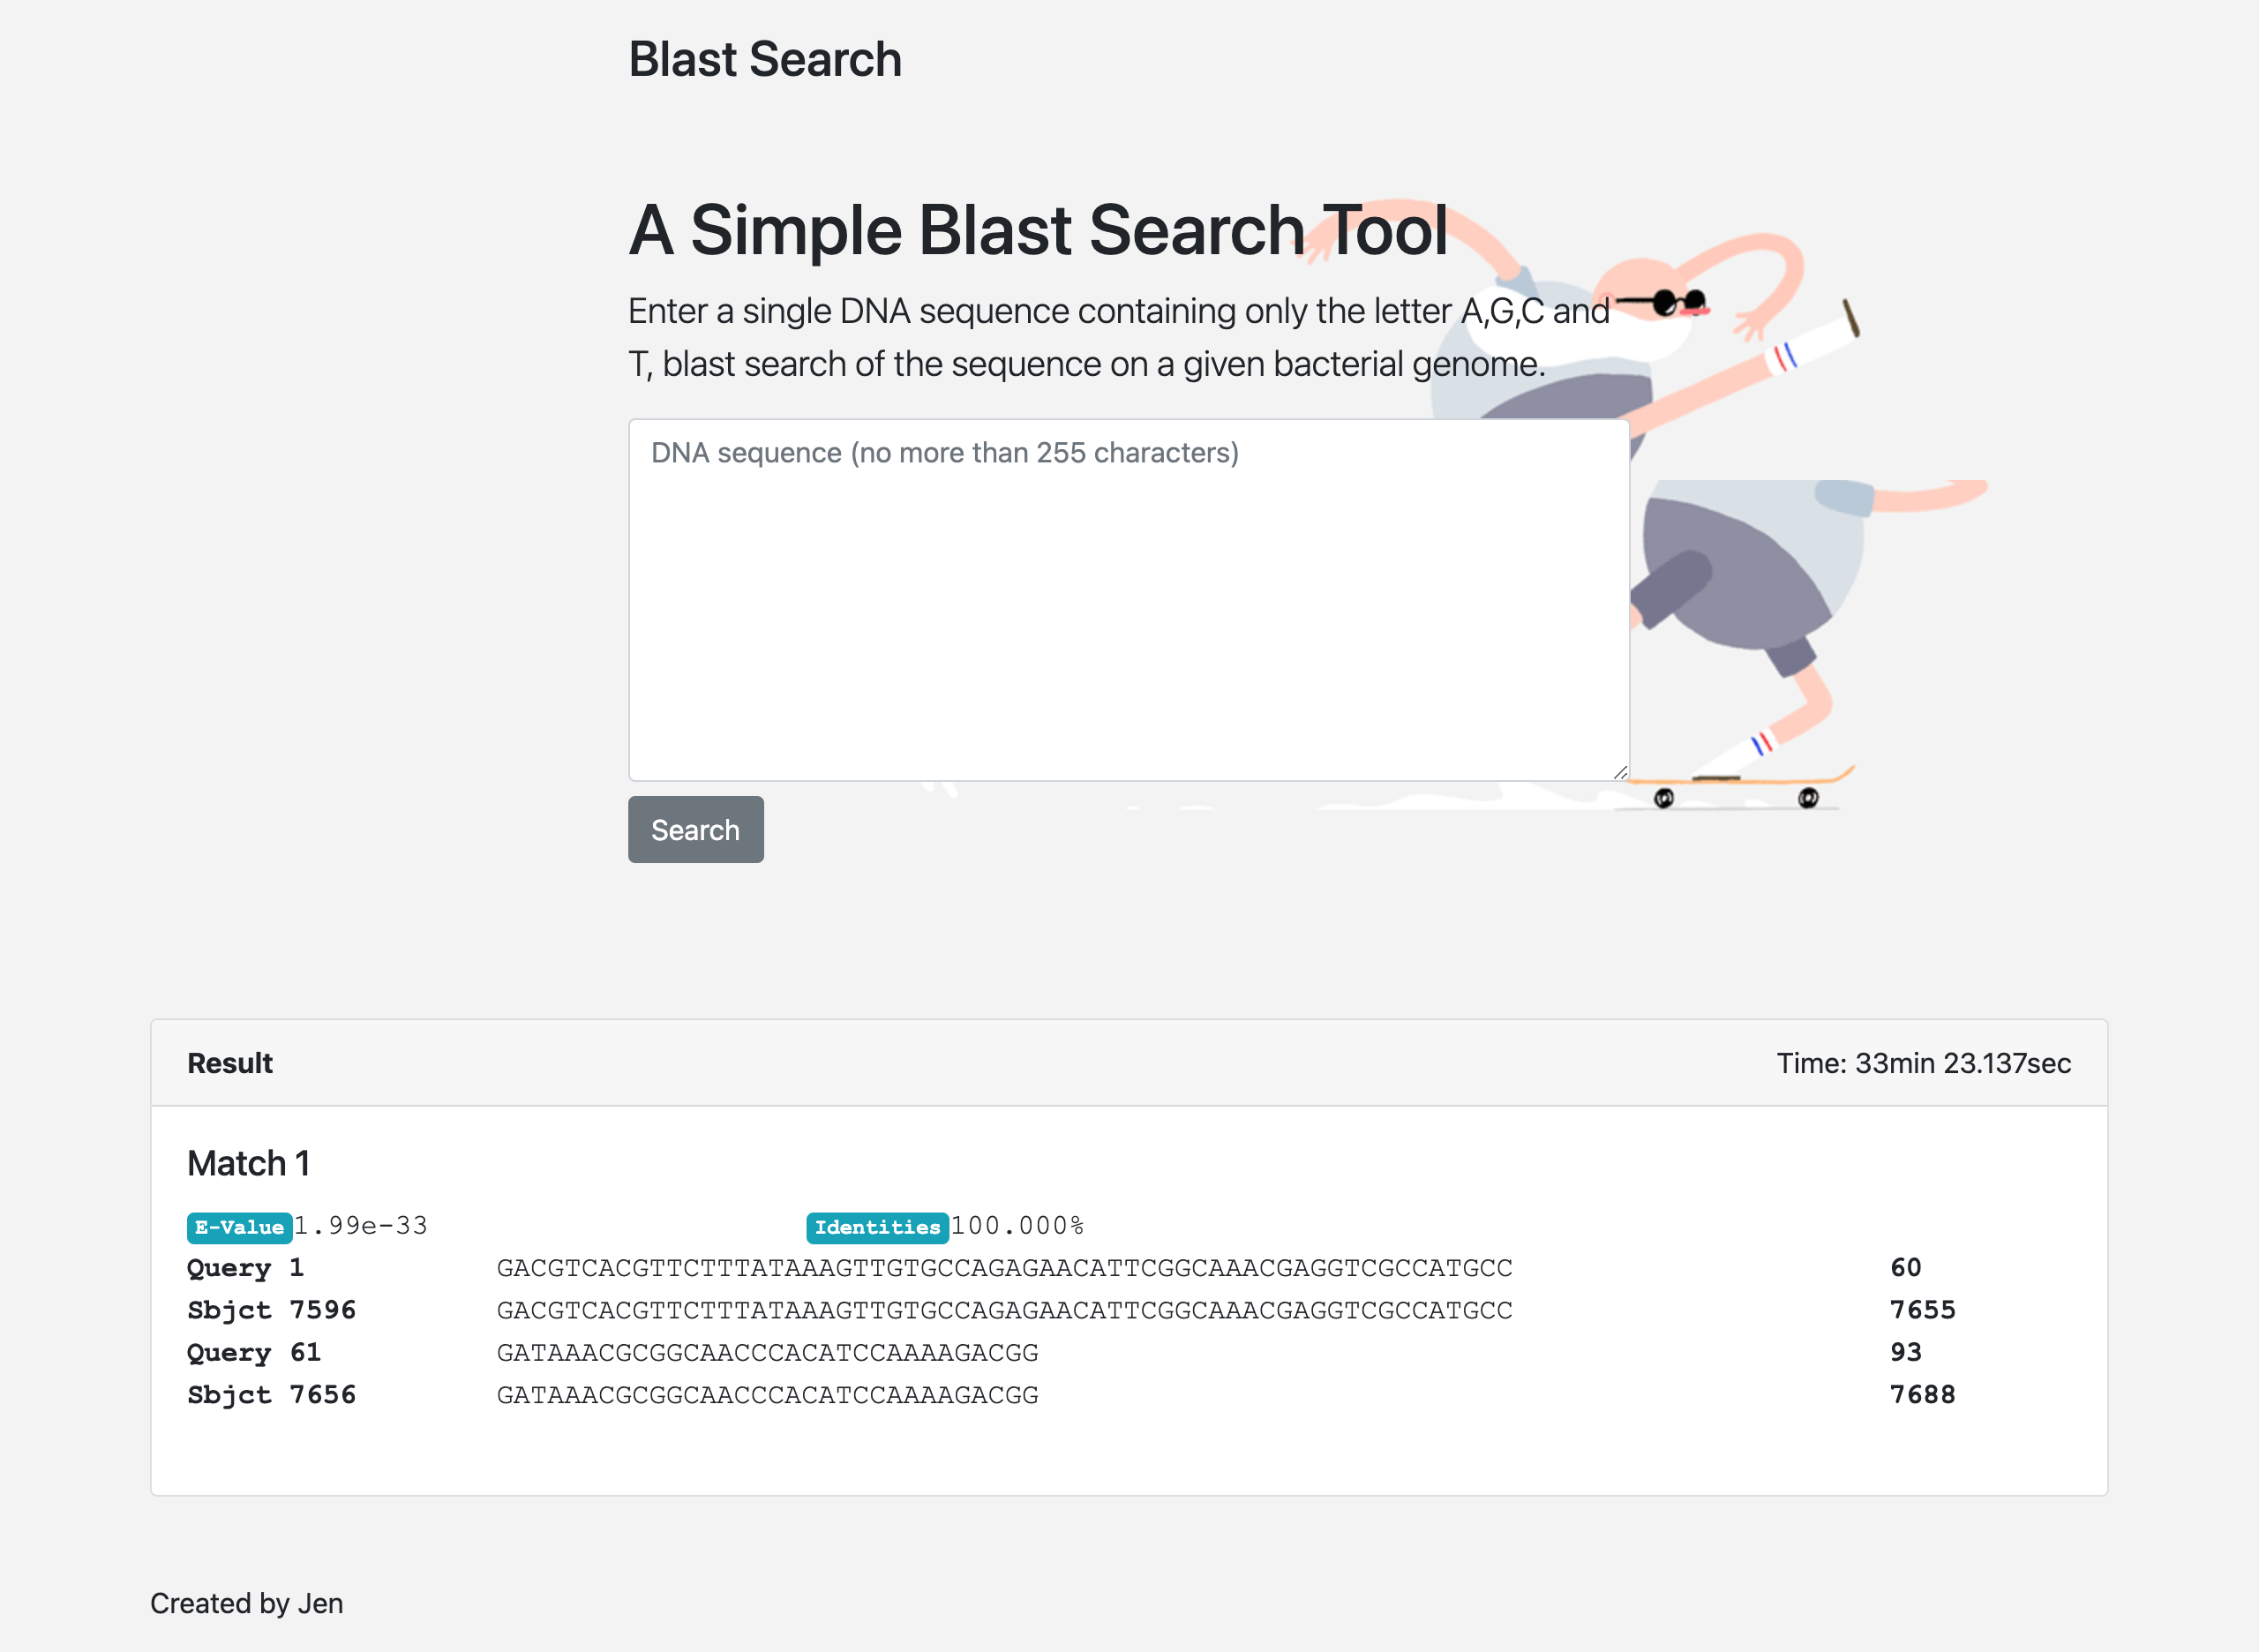 Blast Search
A Simple Blast Search Tool
Enter a single DNA sequence containing only the letter A,G,C and
T, blast search of the sequence on a given bacterial genome.
DNA sequence (no more than 255 characters)
Search
Result Time: 33min 23.137sec
Match 1
E-Value 1.99e-33 Identities 100.000%
Query 1 GACGTCACGTTCTTTATAAAGTTGTGCCAGAGAACATTCGGCAAACGAGGTCGCCATGCC 60
Sbjct 7596 GACGTCACGTTCTTTATAAAGTTGTGCCAGAGAACATTCGGCAAACGAGGTCGCCATGCC 7655
Query 61 GATAAACGCGGCAACCCACATCCAAAAGACGG 93
Sbjct 7656 GATAAACGCGGCAACCCACATCCAAAAGACGG 7688
Created by Jen